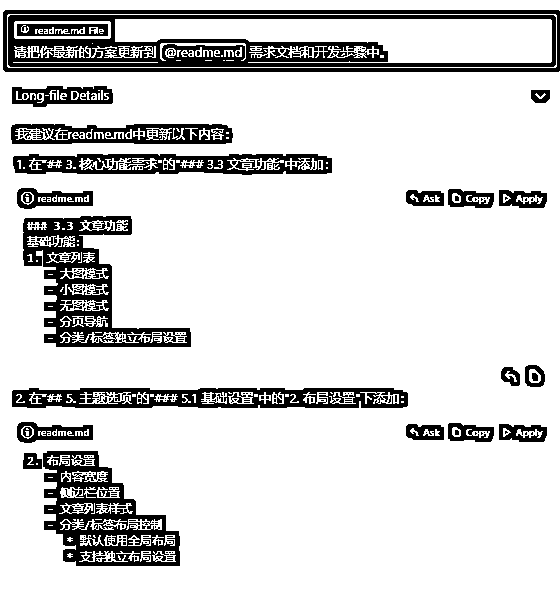 readme.md File
请把你最新的方案更新到 @readme.md 需求文档和开发步骤中。
Long-file Details
我建议在readme.md中更新以下内容：
1. 在"## 3. 核心功能需求"的"### 3.3 文章功能"中添加：
readme.md Ask Copy Apply
### 3.3 文章功能
基础功能：
1. 文章列表
- 大图模式
- 小图模式
- 无图模式
- 分页导航
- 分类/标签独立布局设置
2. 在"## 5. 主题选项"的"### 5.1 基础设置"中的"2. 布局设置"下添加：
readme.md Ask Copy Apply
2. 布局设置
- 内容宽度
- 侧边栏位置
- 文章列表样式
- 分类/标签布局控制
* 默认使用全局布局
* 支持独立布局设置